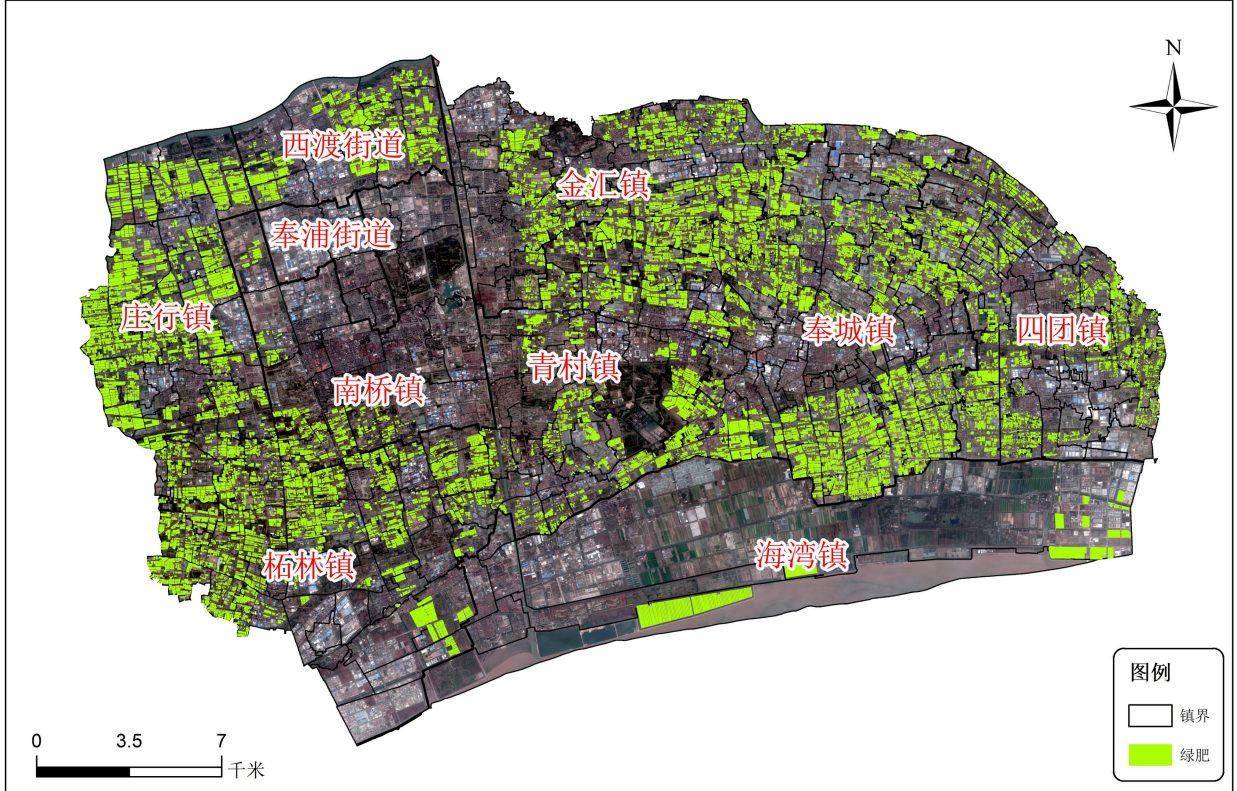 N
西渡街道
金汇镇
奉浦街道
庄行镇
奉城镇
四团镇
青村镇
南桥镇
海湾镇
柘林镇
图例
镇界
绿肥
0 3.5 7
千米